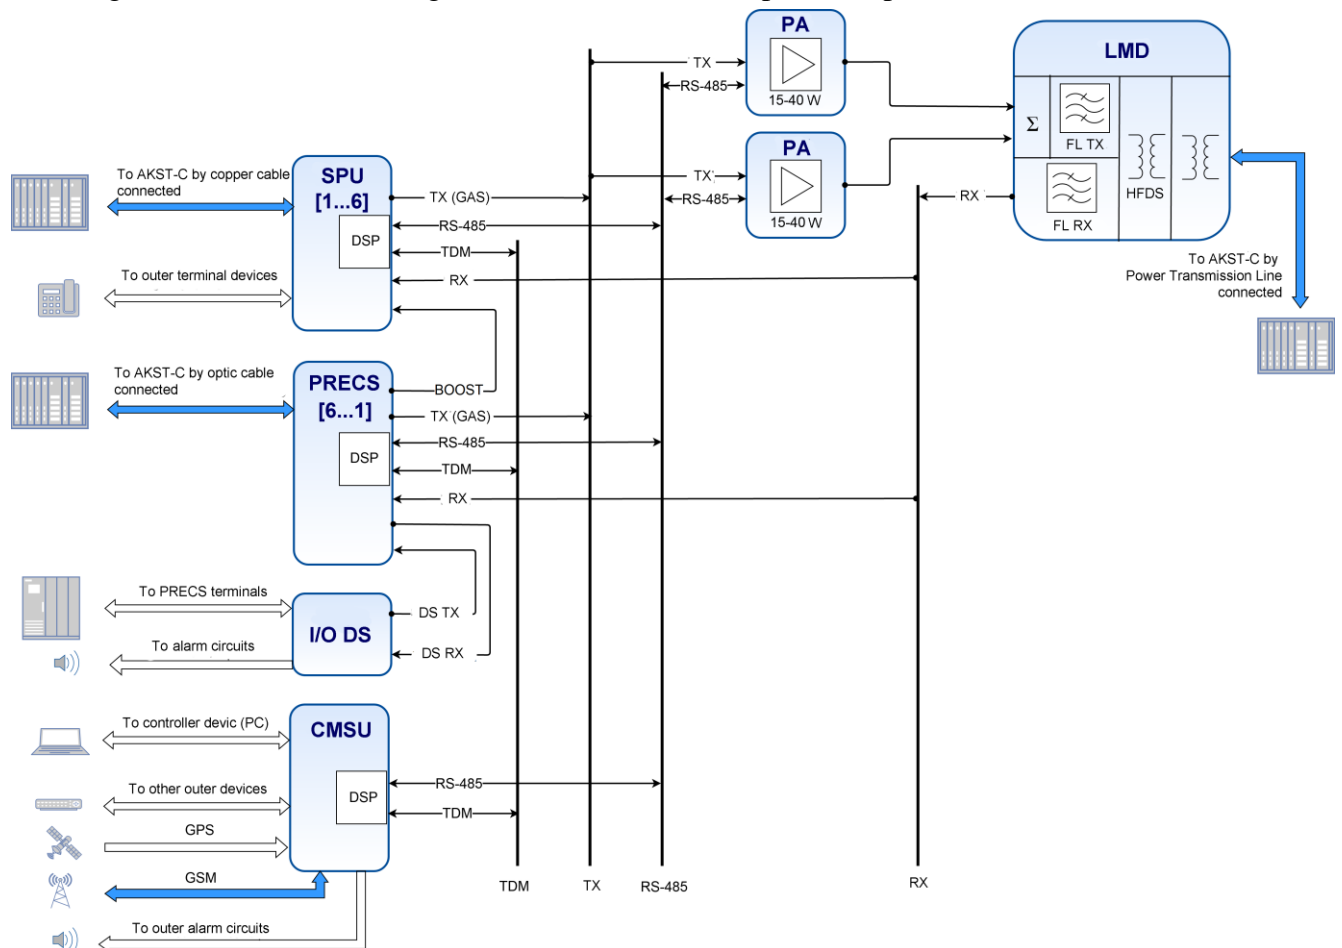 PA
TX
RS-485
15-40 W
PA
TX
RS-485
15-40 W
LMD
Σ
FL TX
FL RX
HFDS
RX
To AKST-C by
Power Transmission Line
connected
To AKST-C by copper cable
connected
SPU
[1...6]
DSP
TX (GAS)
RS-485
TDM
RX
To outer terminal devices
To AKST-C by optic cable
connected
PRECS
[6...1]
DSP
BOOST
TX (GAS)
RS-485
TDM
RX
To PRECS terminals
To alarm circuits
I/O DS
DS TX
DS RX
To controller devic (PC)
To other outer devices
GPS
GSM
To outer alarm circuits
CMSU
DSP
RS-485
TDM
TDM
TX
RS-485
RX